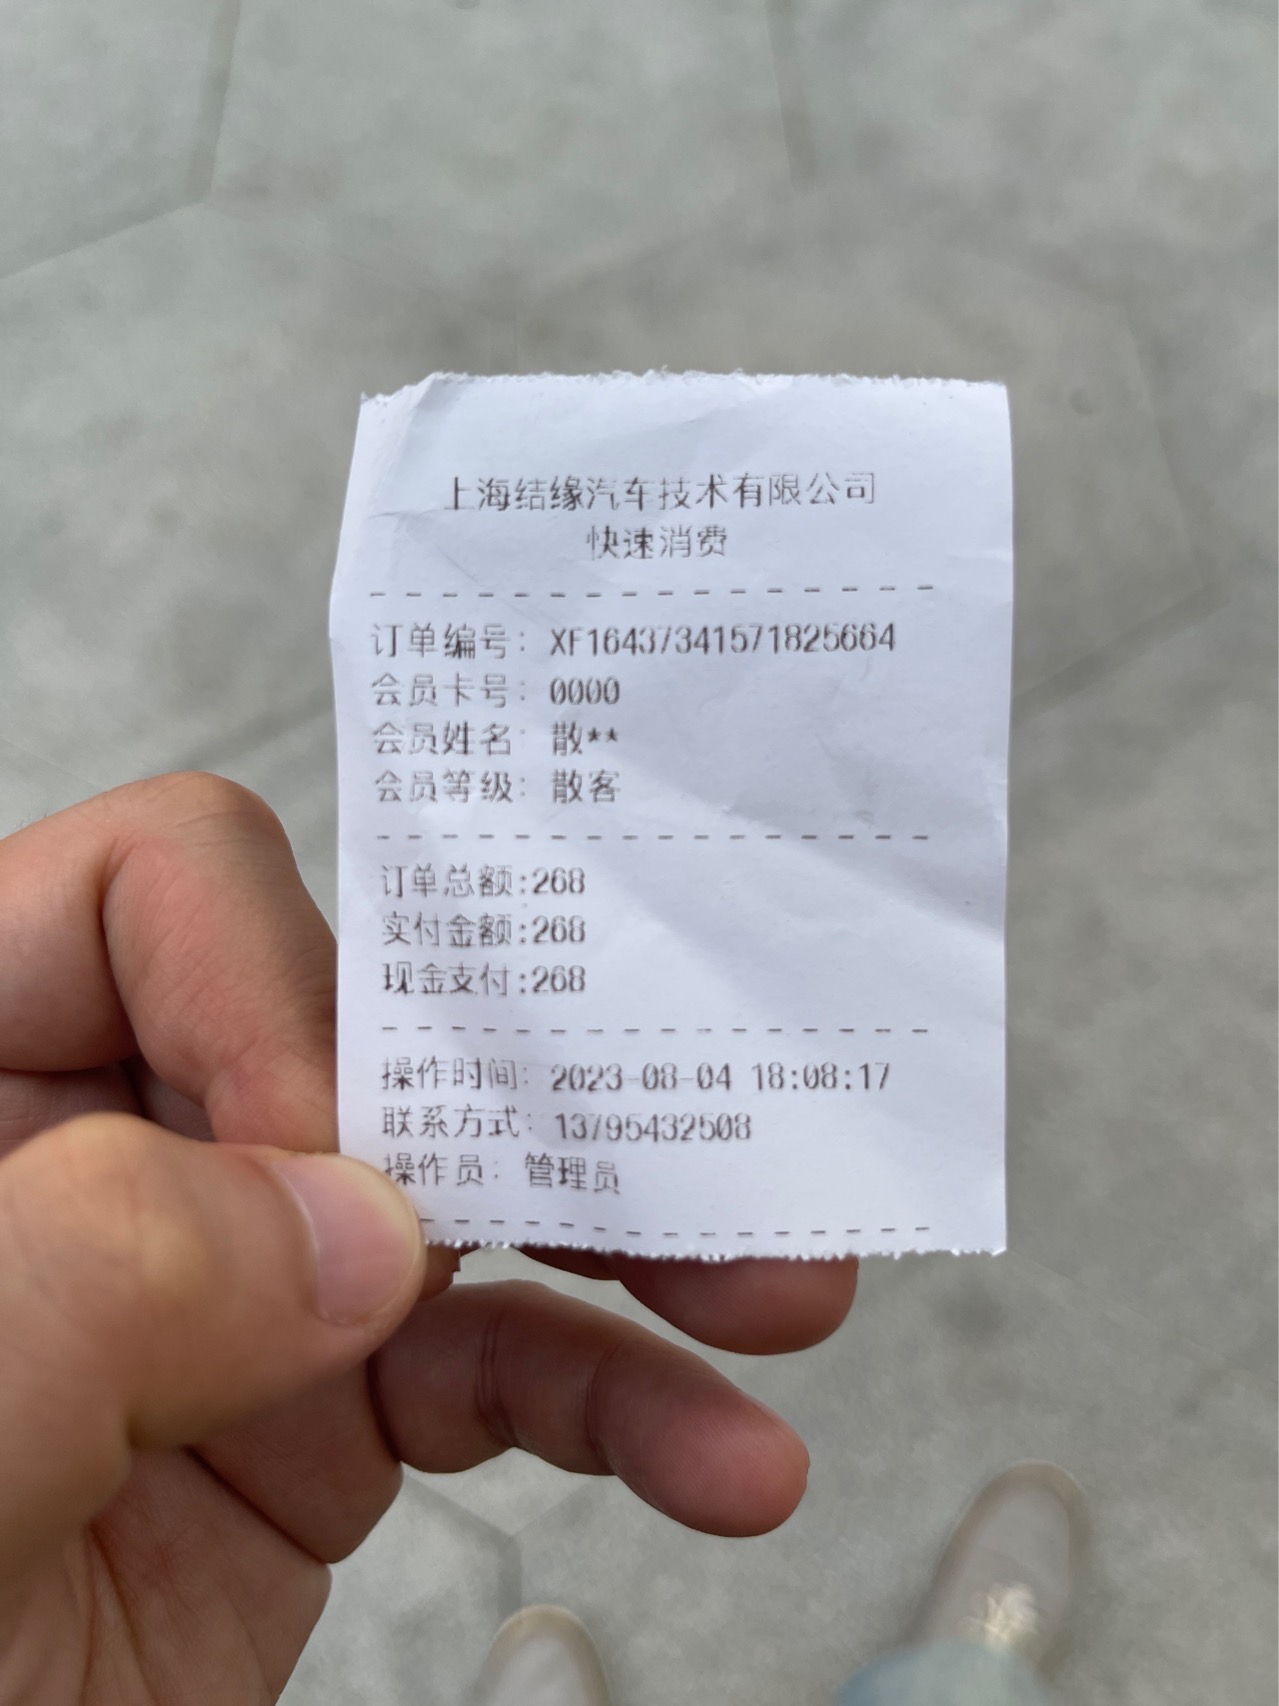 上海结缘汽车技术有限公司
快速消费
- - - - - - - - - - - - - - - -
订单编号: XF16437341571825664
会员卡号: 0000
会员姓名: 散**
会员等级: 散客
- - - - - - - - - - - - - - - -
订单总额:268
实付金额:268
现金支付:268
- - - - - - - - - - - - - - - -
操作时间: 2023-08-04 18:08:17
联系方式: 13795432508
操作员: 管理员
- - - - - - - - - - - - - - - -